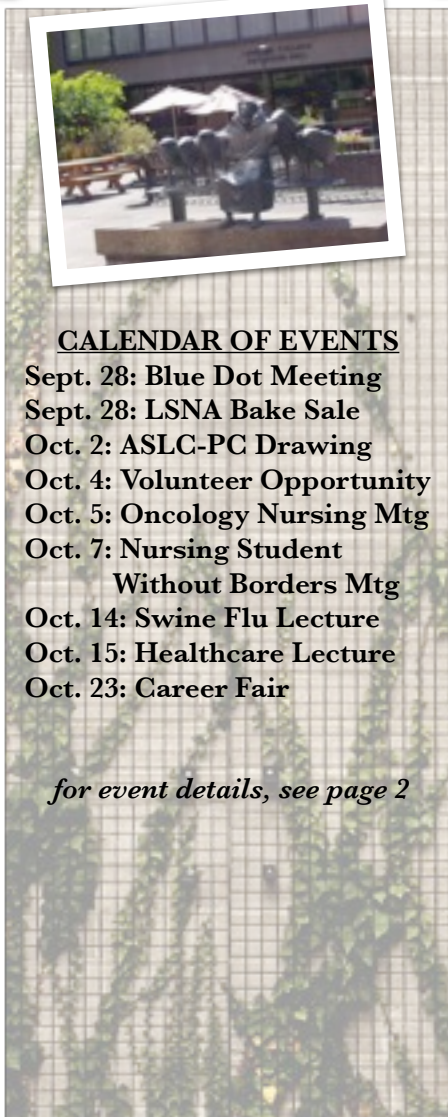 CALENDAR OF EVENTS
Sept. 28: Blue Dot Meeting
Sept. 28: LSNA Bake Sale
Oct. 2: ASLC-PC Drawing
Oct. 4: Volunteer Opportunity
Oct. 5: Oncology Nursing Mtg
Oct. 7: Nursing Student
Without Borders Mtg
Oct. 14: Swine Flu Lecture
Oct. 15: Healthcare Lecture
Oct. 23: Career Fair
for event details, see page 2